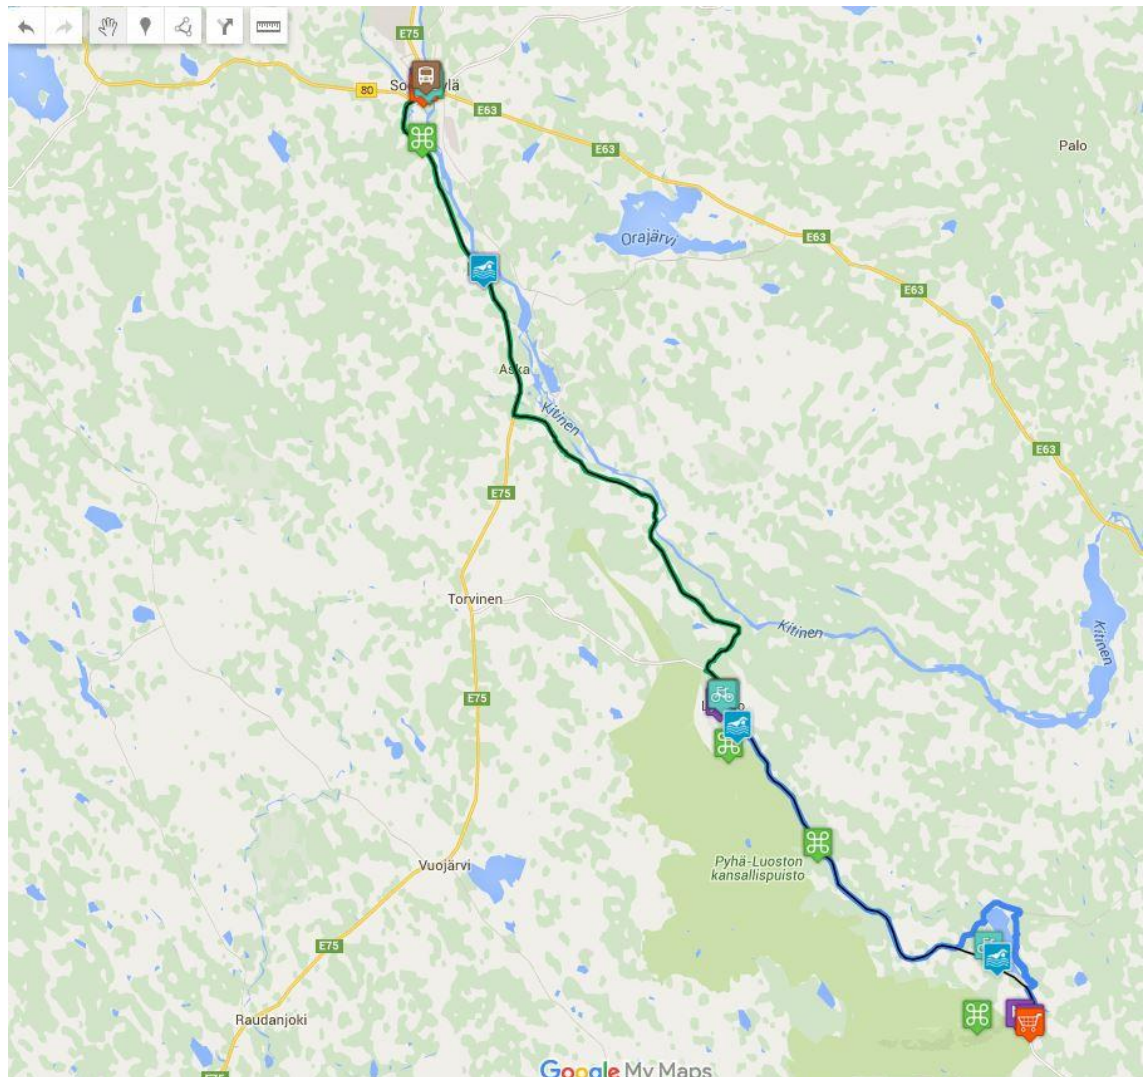 E75
80
E63
E63
Palo
Orajärvi
E63
E63
Aska
Kitinen
E63
E75
Torvinen
Kitinen
Kitinen
E75
Vuojärvi
Pyhä-Luoston
kansallispuisto
E75
Raudanjoki
Google My Maps
E75